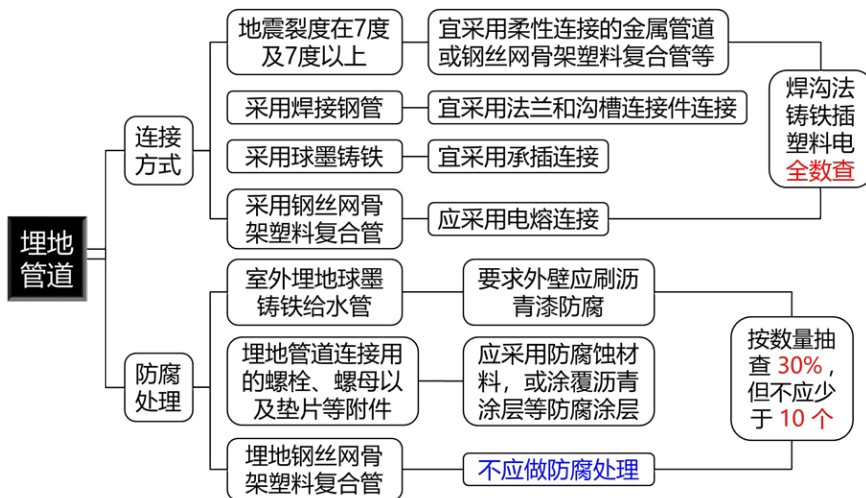 埋地
管道
连接
方式
地震裂度在7度
及7度以上
宜采用柔性连接的金属管道
或钢丝网骨架塑料复合管等
采用焊接钢管
宜采用法兰和沟槽连接件连接
采用球墨铸铁
宜采用承插连接
采用钢丝网骨
架塑料复合管
应采用电熔连接
焊沟法
铸铁插
塑料电
全数查
防腐
处理
室外埋地球墨
铸铁给水管
要求外壁应刷沥
青漆防腐
埋地管道连接用
的螺栓、螺母以
及垫片等附件
应采用防腐蚀材
料，或涂覆沥青
涂层等防腐涂层
埋地钢丝网骨
架塑料复合管
不应做防腐处理
按数量抽
查 30%，
但不应少
于 10 个